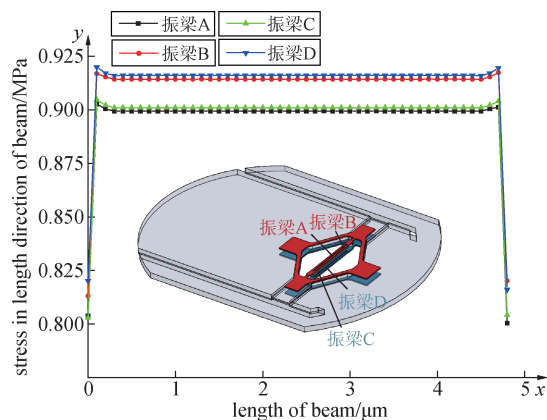 y
振梁A
振梁C
振梁B
振梁D
0.925
0.900
0.875
0.850
0.825
0.800
stress in length direction of beam/MPa
振梁B
振梁A
振梁D
振梁C
0
1
2
3
4
5
x
length of beam/μm